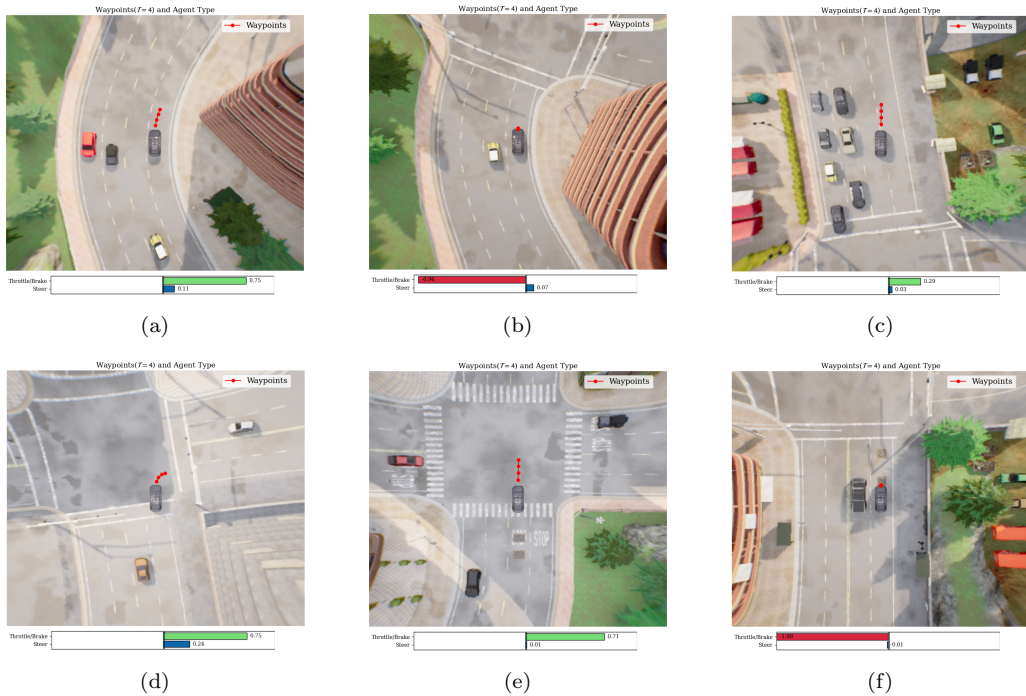 Waypoints(𝒯= 4) and Agent Type
Waypoints
Throttle/Brake 0.75
Steer 0.11
(a)
Waypoints(𝒯= 4) and Agent Type
Waypoints
Throttle/Brake
Steer 0.07
(b)
Waypoints(𝒯= 4) and Agent Type
Waypoints
Throttle/Brake 0.29
Steer 0.03
(c)
Waypoints(𝒯= 4) and Agent Type
Waypoints
Throttle/Brake 0.75
Steer 0.24
(d)
Waypoints(𝒯= 4) and Agent Type
Waypoints
STOP
Throttle/Brake 0.71
Steer 0.01
(e)
Waypoints(𝒯= 4) and Agent Type
Waypoints
Throttle/Brake
Steer -0.01
(f)